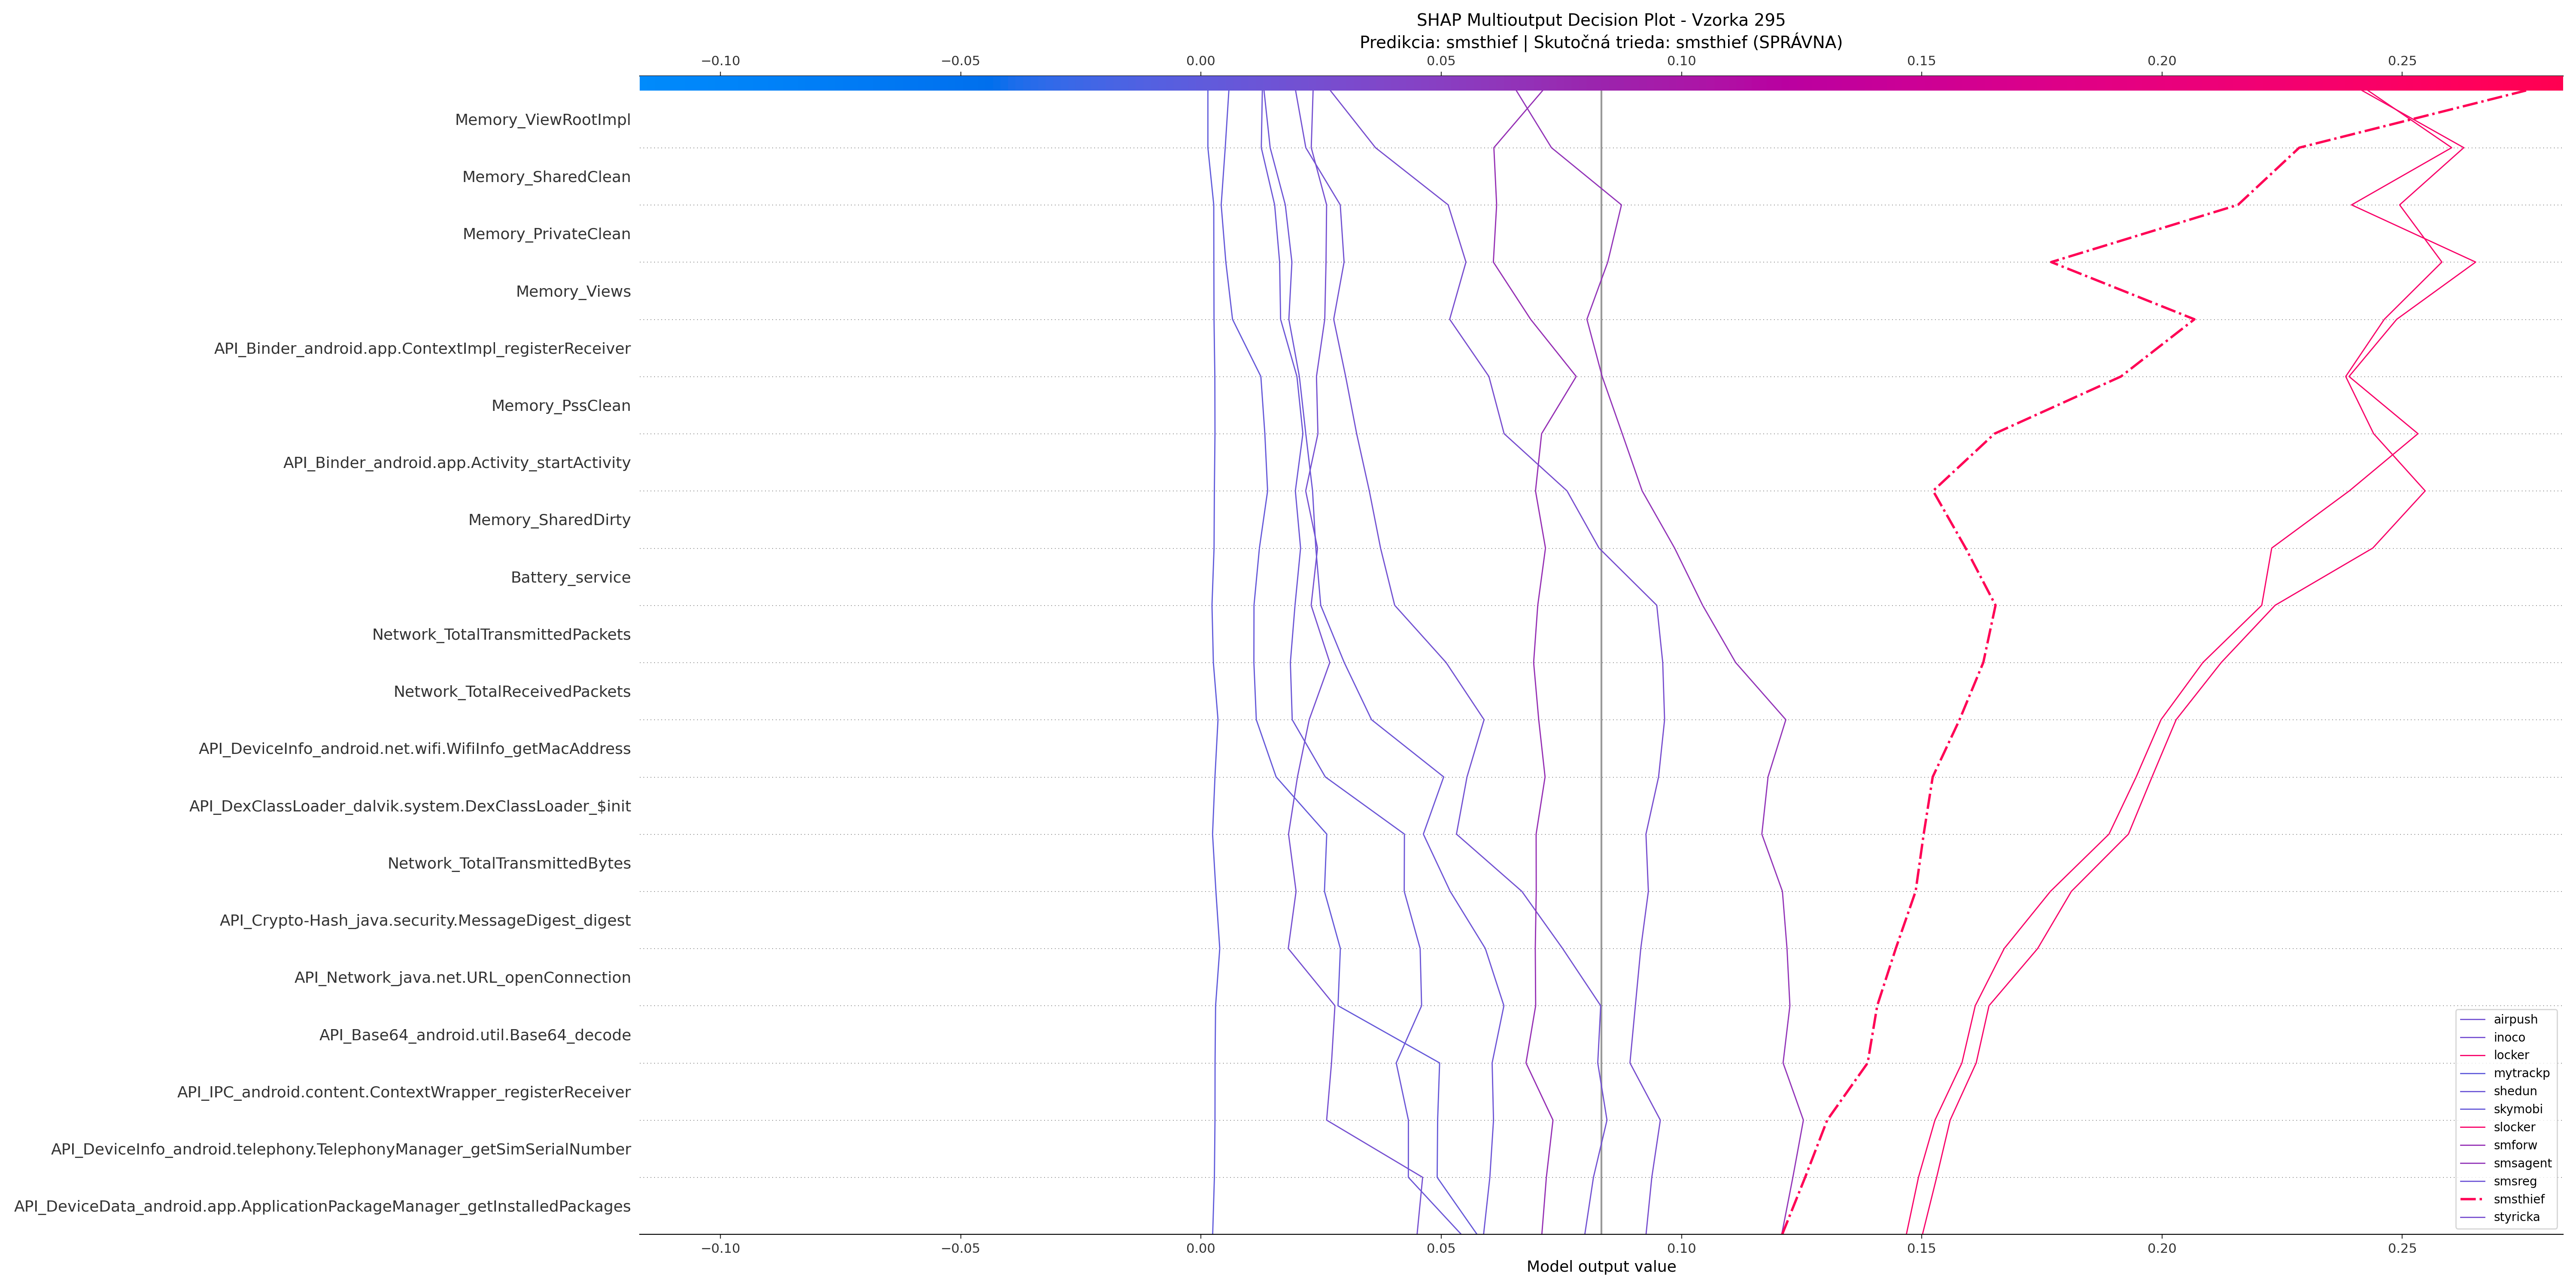 SHAP Multioutput Decision Plot - Vzorka 295
Predikcia: smsthief | Skutočná trieda: smsthief (SPRÁVNA)
−0.10 −0.05 0.00 0.05 0.10 0.15 0.20 0.25
Memory_ViewRootImpl
Memory_SharedClean
Memory_PrivateClean
Memory_Views
API_Binder_android.app.ContextImpl_registerReceiver
Memory_PssClean
API_Binder_android.app.Activity_startActivity
Memory_SharedDirty
Battery_service
Network_TotalTransmittedPackets
Network_TotalReceivedPackets
API_DeviceInfo_android.net.wifi.WifiInfo_getMacAddress
API_DexClassLoader_dalvik.system.DexClassLoader_$init
Network_TotalTransmittedBytes
API_Crypto-Hash_java.security.MessageDigest_digest
API_Network_java.net.URL_openConnection
API_Base64_android.util.Base64_decode
API_IPC_android.content.ContextWrapper_registerReceiver
API_DeviceInfo_android.telephony.TelephonyManager_getSimSerialNumber
API_DeviceData_android.app.ApplicationPackageManager_getInstalledPackages
airpush
inoco
locker
mytrackp
shedun
skymobi
slocker
smforw
smsagent
smsreg
smsthief
styricka
−0.10 −0.05 0.00 0.05 0.10 0.15 0.20 0.25
Model output value